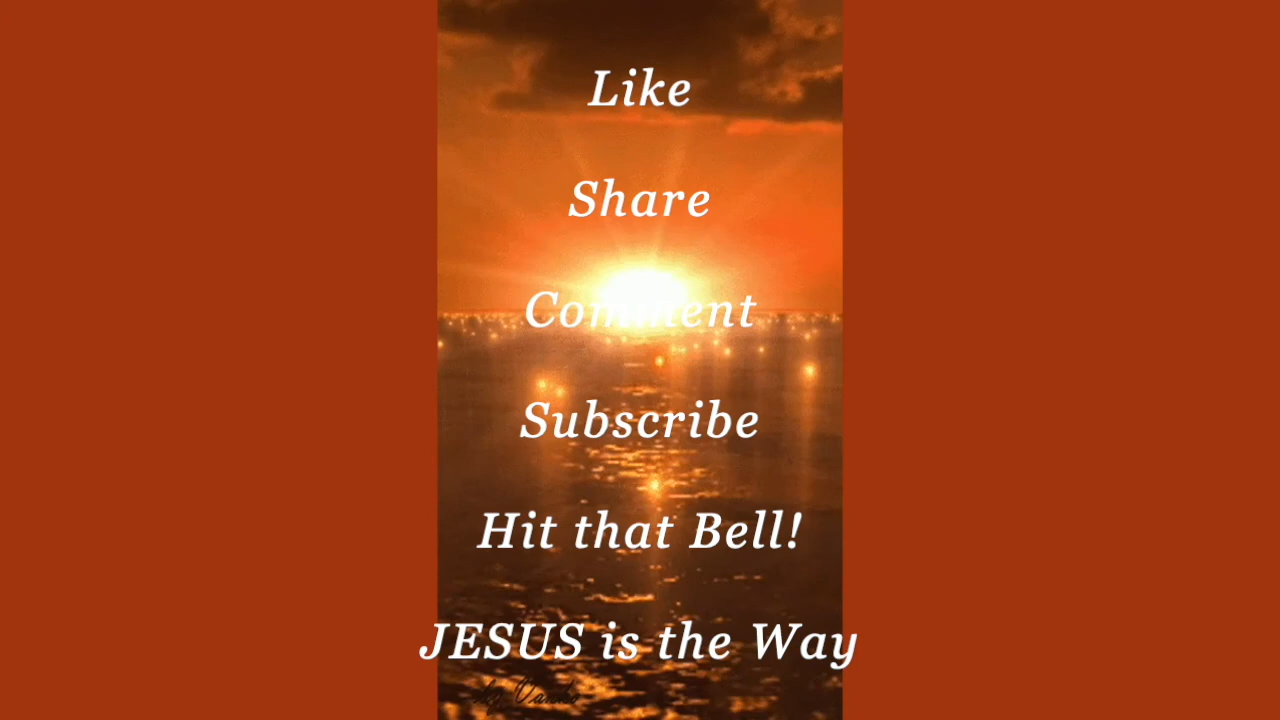 Like
Share
Comment
Subscribe
Hit that Bell!
JESUS is the Way